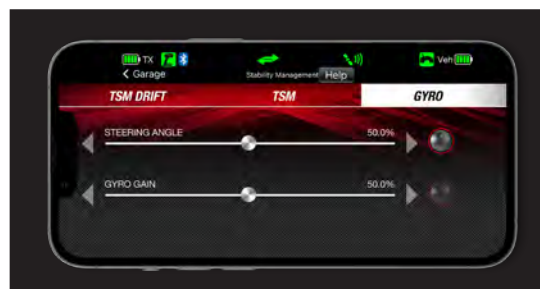 TX Veh
Garage Stability Management Help
TSM DRIFT TSM GYRO
STEERING ANGLE 50.0%
GYRO GAIN 50.0%